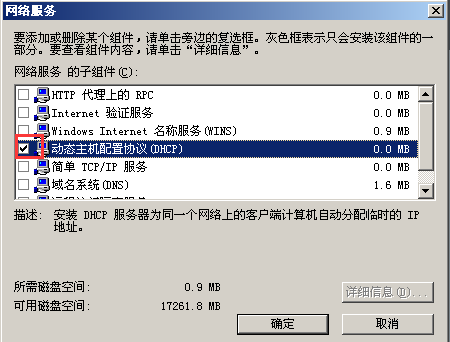 网络服务
要添加或删除某个组件，请单击旁边的复选框。灰色框表示只会安装该组件的一
部分。要查看组件内容，请单击“详细信息”。
网络服务 的子组件(C):
HTTP 代理上的 RPC 0.0 MB
Internet 验证服务 0.0 MB
Windows Internet 名称服务(WINS) 0.9 MB
动态主机配置协议(DHCP) 0.0 MB
简单 TCP/IP 服务 0.0 MB
域名系统(DNS) 1.6 MB
描述: 安装 DHCP 服务器为同一个网络上的客户端计算机自动分配临时的 IP
地址。
所需磁盘空间: 0.9 MB
可用磁盘空间: 17261.8 MB
详细信息(D)...
确定
取消